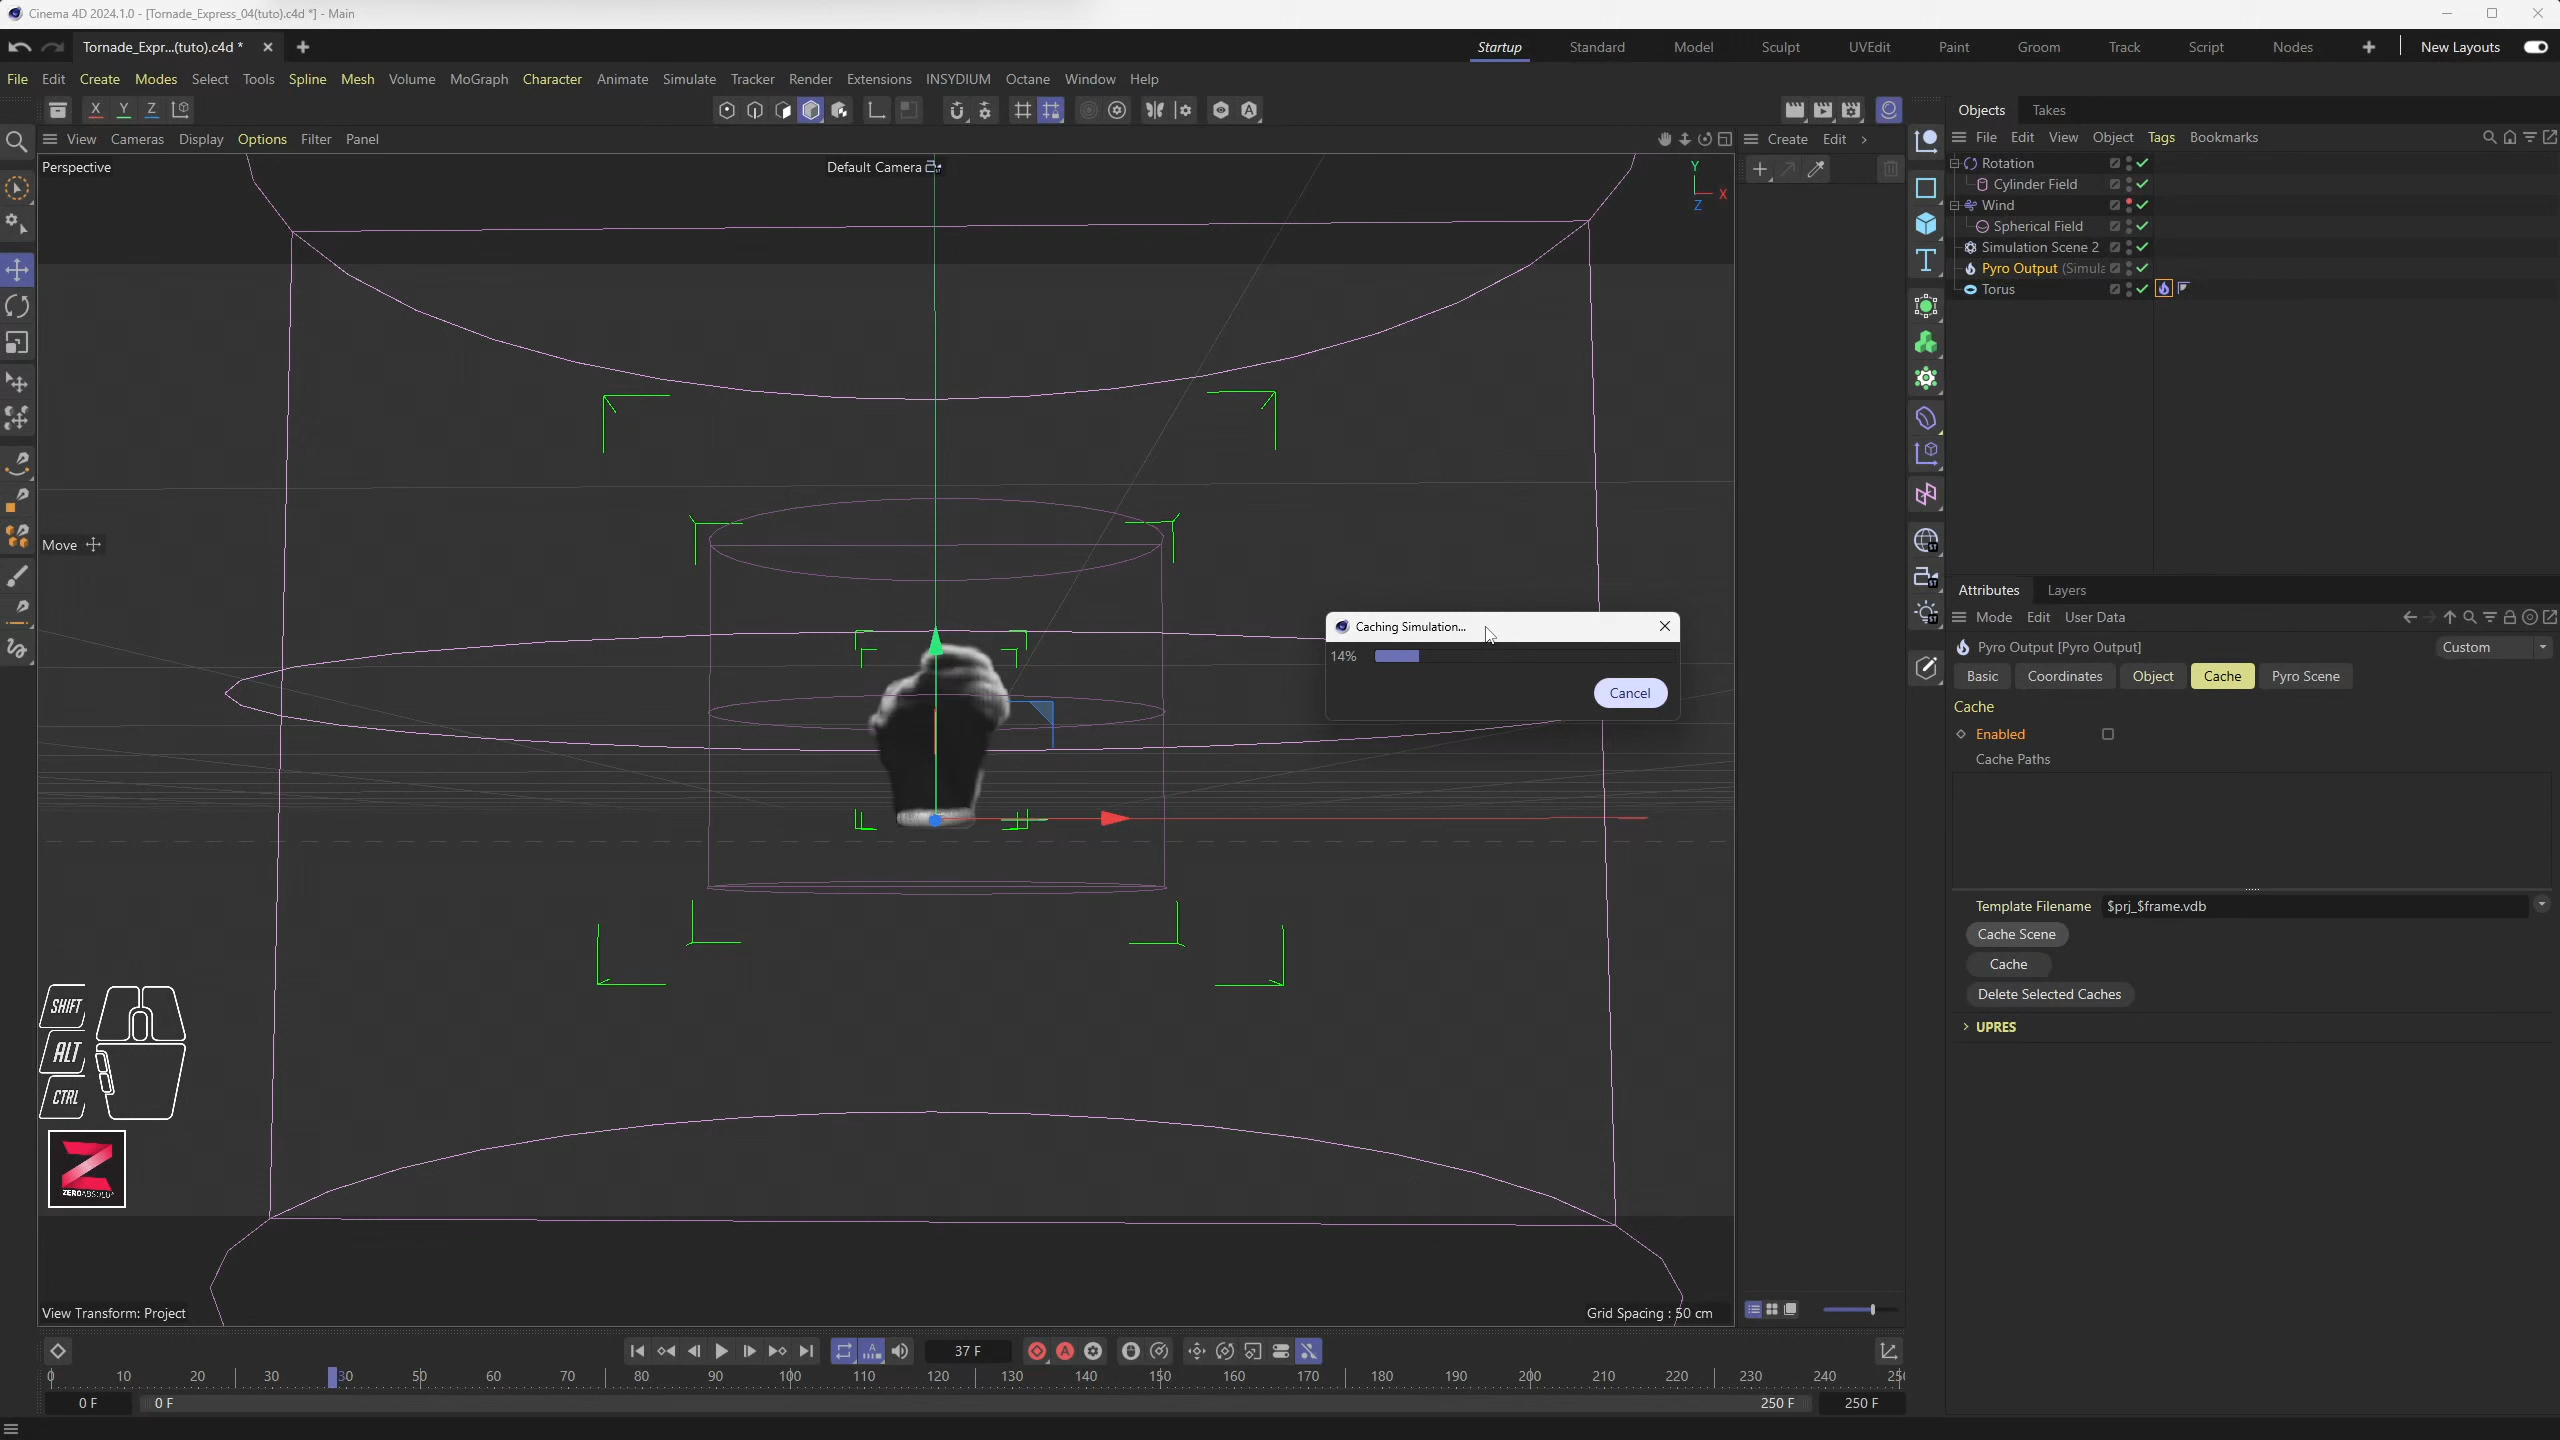 Cinema 4D 2024.1.0 - [Tornade_Express_04(tuto).c4d *] - Main
Tornade_Expr...(tuto).c4d *
Startup Standard Model Sculpt UVEdit Paint Groom Track Script Nodes New Layouts
File Edit Create Modes Select Tools Spline Mesh Volume MoGraph Character Animate Simulate Tracker Render Extensions INSYDIUM Octane Window Help
X Y Z
View Cameras Display Options Filter Panel
Create Edit
Perspective
Default Camera
Y
X
Z
Move
Caching Simulation...
14%
Cancel
SHIFT
ALT
CTRL
ZEROABSOLU
View Transform: Project
Grid Spacing : 50 cm
Objects Takes
File Edit View Object Tags Bookmarks
Rotation
Cylinder Field
Wind
Spherical Field
Simulation Scene 2
Pyro Output (Simula
Torus
Attributes Layers
Mode Edit User Data
Pyro Output [Pyro Output]
Custom
Basic Coordinates Object Cache Pyro Scene
Cache
Enabled
Cache Paths
Template Filename $prj_$frame.vdb
Cache Scene
Cache
Delete Selected Caches
UPRES
37 F
0 10 20 30 50 60 70 80 90 100 110 120 130 140 150 160 170 180 190 200 210 220 230 240
0 F 0 F 250 F 250 F